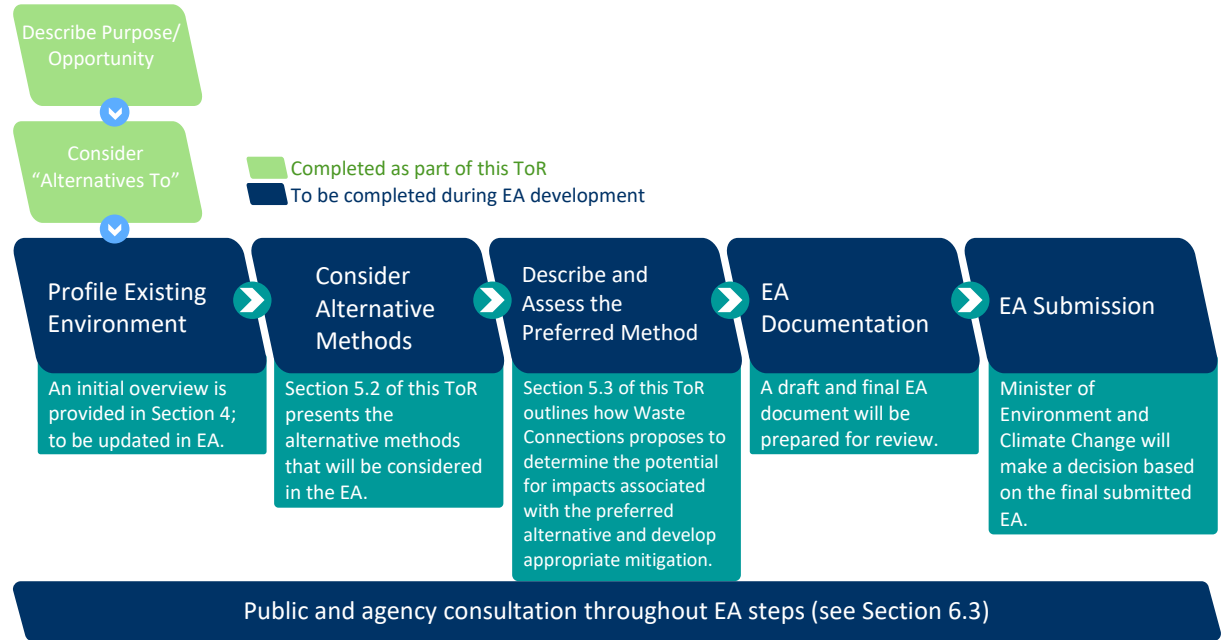 Describe Purpose/
Opportunity
Consider
“Alternatives To”
Completed as part of this ToR
To be completed during EA development
Profile Existing
Environment
An initial overview is
provided in Section 4;
to be updated in EA.
Consider
Alternative
Methods
Section 5.2 of this ToR
presents the
alternative methods
that will be considered
in the EA.
Describe and
Assess the
Preferred Method
Section 5.3 of this ToR
outlines how Waste
Connections proposes to
determine the potential
for impacts associated
with the preferred
alternative and develop
appropriate mitigation.
EA
Documentation
A draft and final EA
document will be
prepared for review.
EA Submission
Minister of
Environment and
Climate Change will
make a decision based
on the final submitted
EA.
Public and agency consultation throughout EA steps (see Section 6.3)